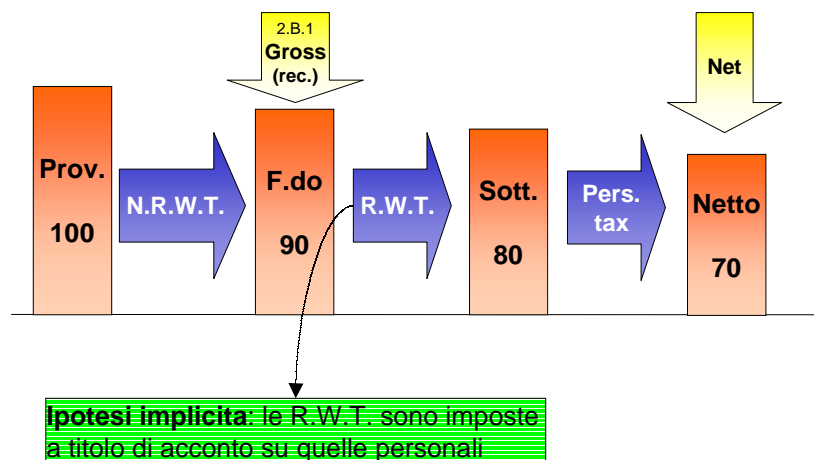 2.B.1
Gross
(rec.)
Net
Prov.
100
N.R.W.T.
F.do
90
R.W.T.
Sott.
80
Pers.
tax
Netto
70
Ipotesi implicita: le R.W.T. sono imposte
a titolo di acconto su quelle personali